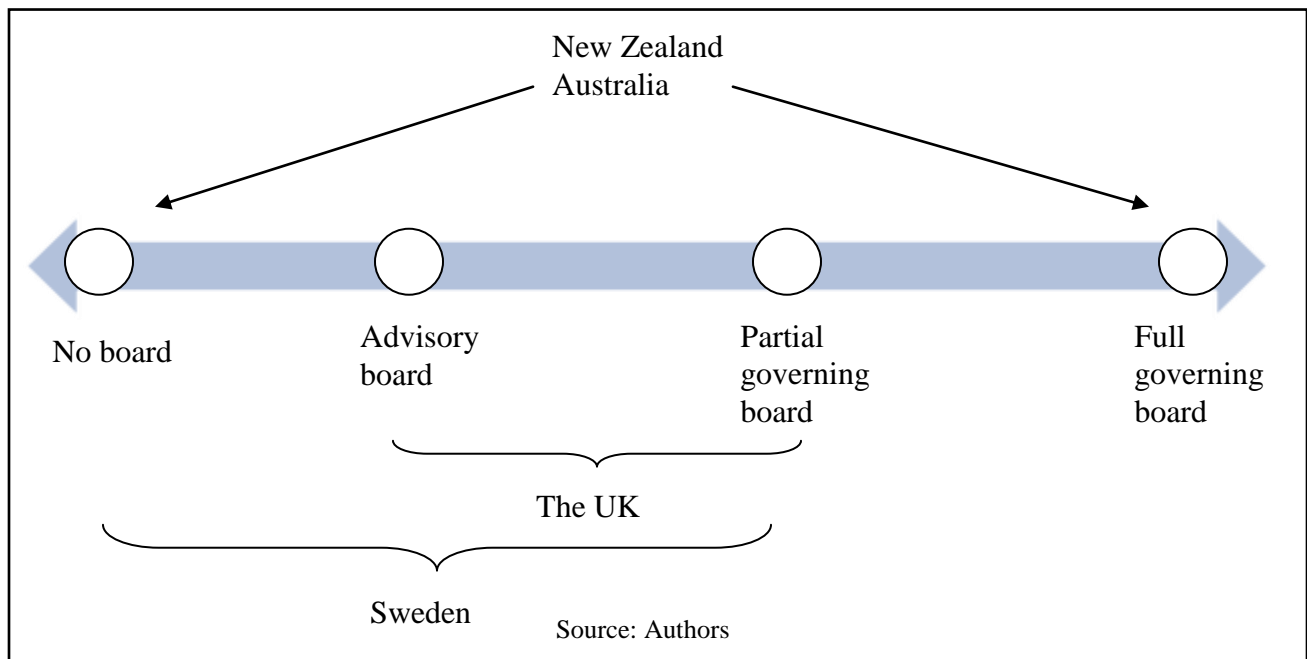 New Zealand
Australia
No board
Advisory
board
Partial
governing
board
Full
governing
board
The UK
Sweden
Source: Authors